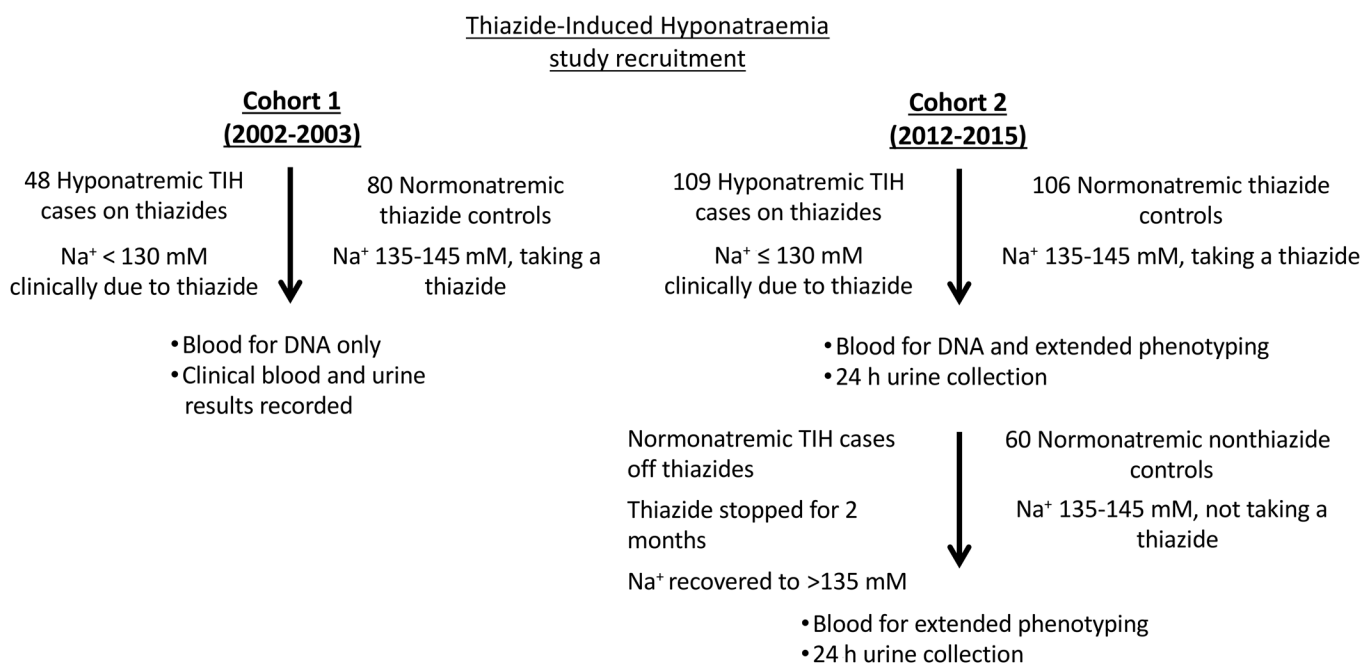 Thiazide-Induced Hyponatraemia
study recruitment
Cohort 1
(2002-2003)
48 Hyponatremic TIH
cases on thiazides
Na⁺ < 130 mM
clinically due to thiazide
80 Normonatremic
thiazide controls
Na⁺ 135-145 mM, taking a
thiazide
• Blood for DNA only
• Clinical blood and urine
results recorded
Cohort 2
(2012-2015)
109 Hyponatremic TIH
cases on thiazides
Na⁺ ≤ 130 mM
clinically due to thiazide
106 Normonatremic thiazide
controls
Na⁺ 135-145 mM, taking a thiazide
• Blood for DNA and extended phenotyping
• 24 h urine collection
Normonatremic TIH cases
off thiazides
Thiazide stopped for 2
months
Na⁺ recovered to >135 mM
60 Normonatremic nonthiazide
controls
Na⁺ 135-145 mM, not taking a
thiazide
• Blood for extended phenotyping
• 24 h urine collection